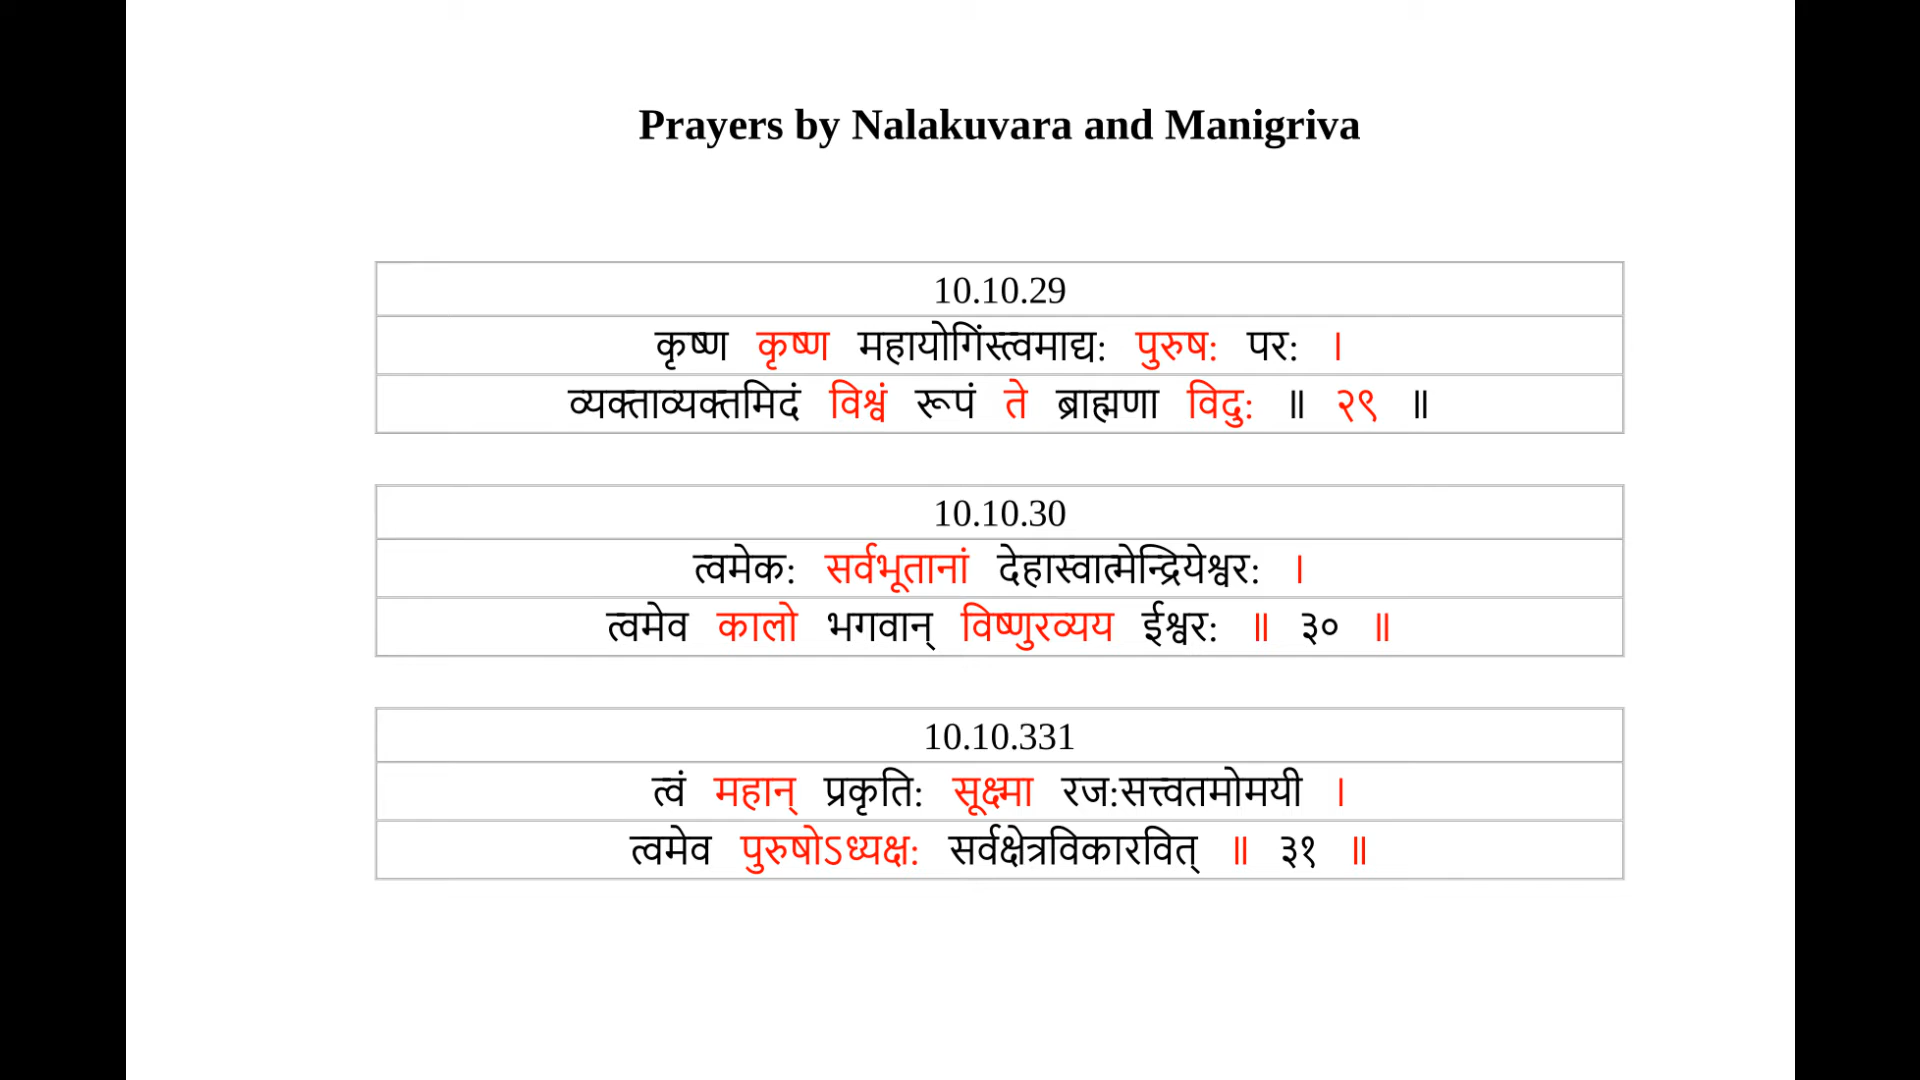 Prayers by Nalakuvara and Manigriva
10.10.29
कृष्ण कृष्ण महायोगिंस्त्वमाद्य: पुरुष: पर: ।
व्यक्ताव्यक्तमिदं विश्वं रूपं ते ब्राह्मणा विदु: ॥ २९ ॥
10.10.30
त्वमेक: सर्वभूतानां देहास्वात्मेन्द्रियेश्वर: ।
त्वमेव कालो भगवान् विष्णुरव्यय ईश्वर: ॥ ३० ॥
10.10.331
त्वं महान् प्रकृति: सूक्ष्मा रज:सत्त्वतमोमयी ।
त्वमेव पुरुषोऽध्यक्ष: सर्वक्षेत्रविकारवित् ॥ ३१ ॥